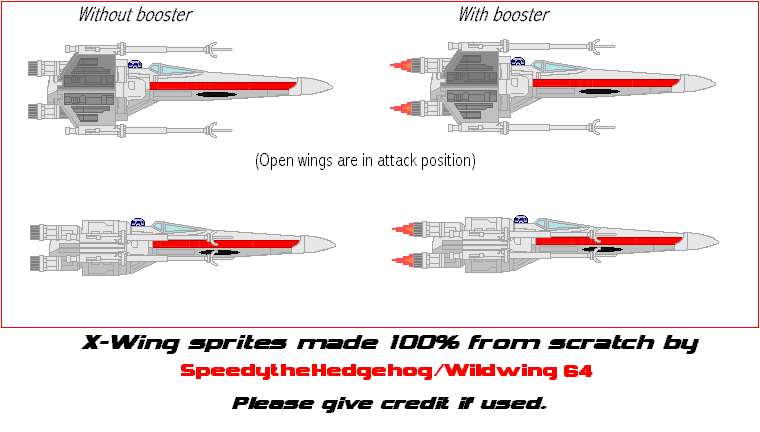 Without booster
With booster
(Open wings are in attack position)
X-Wing sprites made 100% from scratch by
SpeedytheHedgehog/Wildwing 64
Please give credit if used.